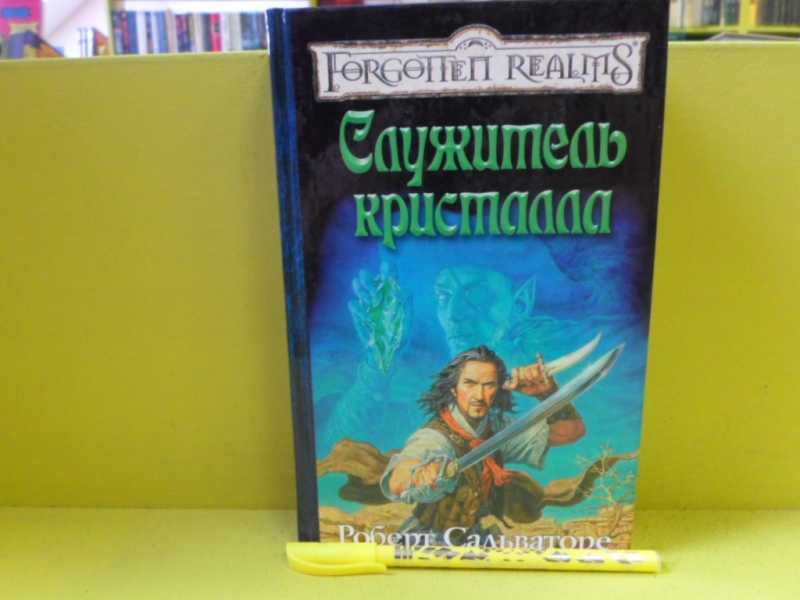 FORGOTTEN REALMS®
Служитель
кристалла
Роберт Сальваторе